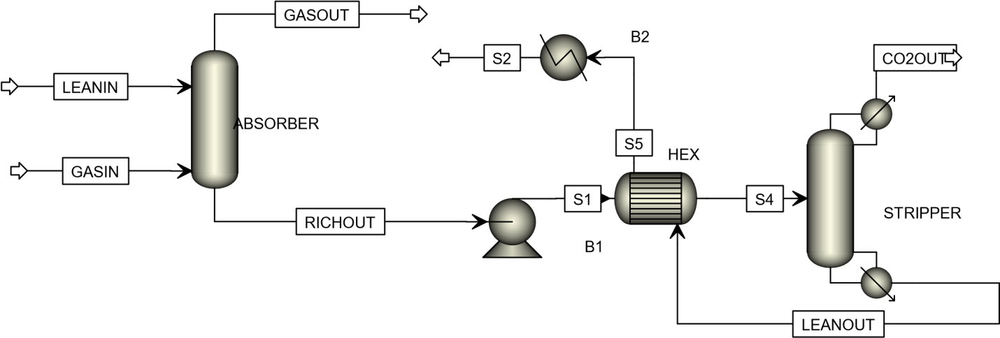 GASOUT
B2
S2
CO2OUT
LEANIN
ABSORBER
S5
HEX
GASIN
S1
S4
STRIPPER
RICHOUT
B1
LEANOUT